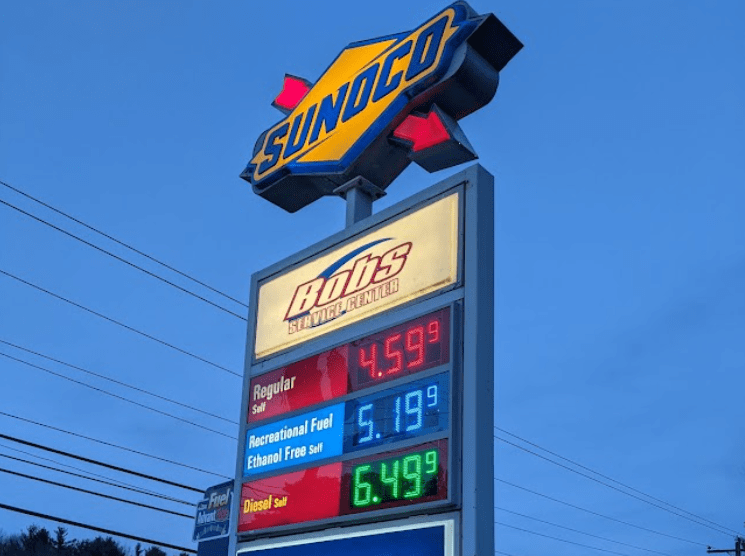 SUNOCO
Bobs
SERVICE CENTER
Regular
Self
4.59 9
Recreational Fuel
Ethanol Free Self
5.19 9
Diesel Self
6.49 9
Fuel